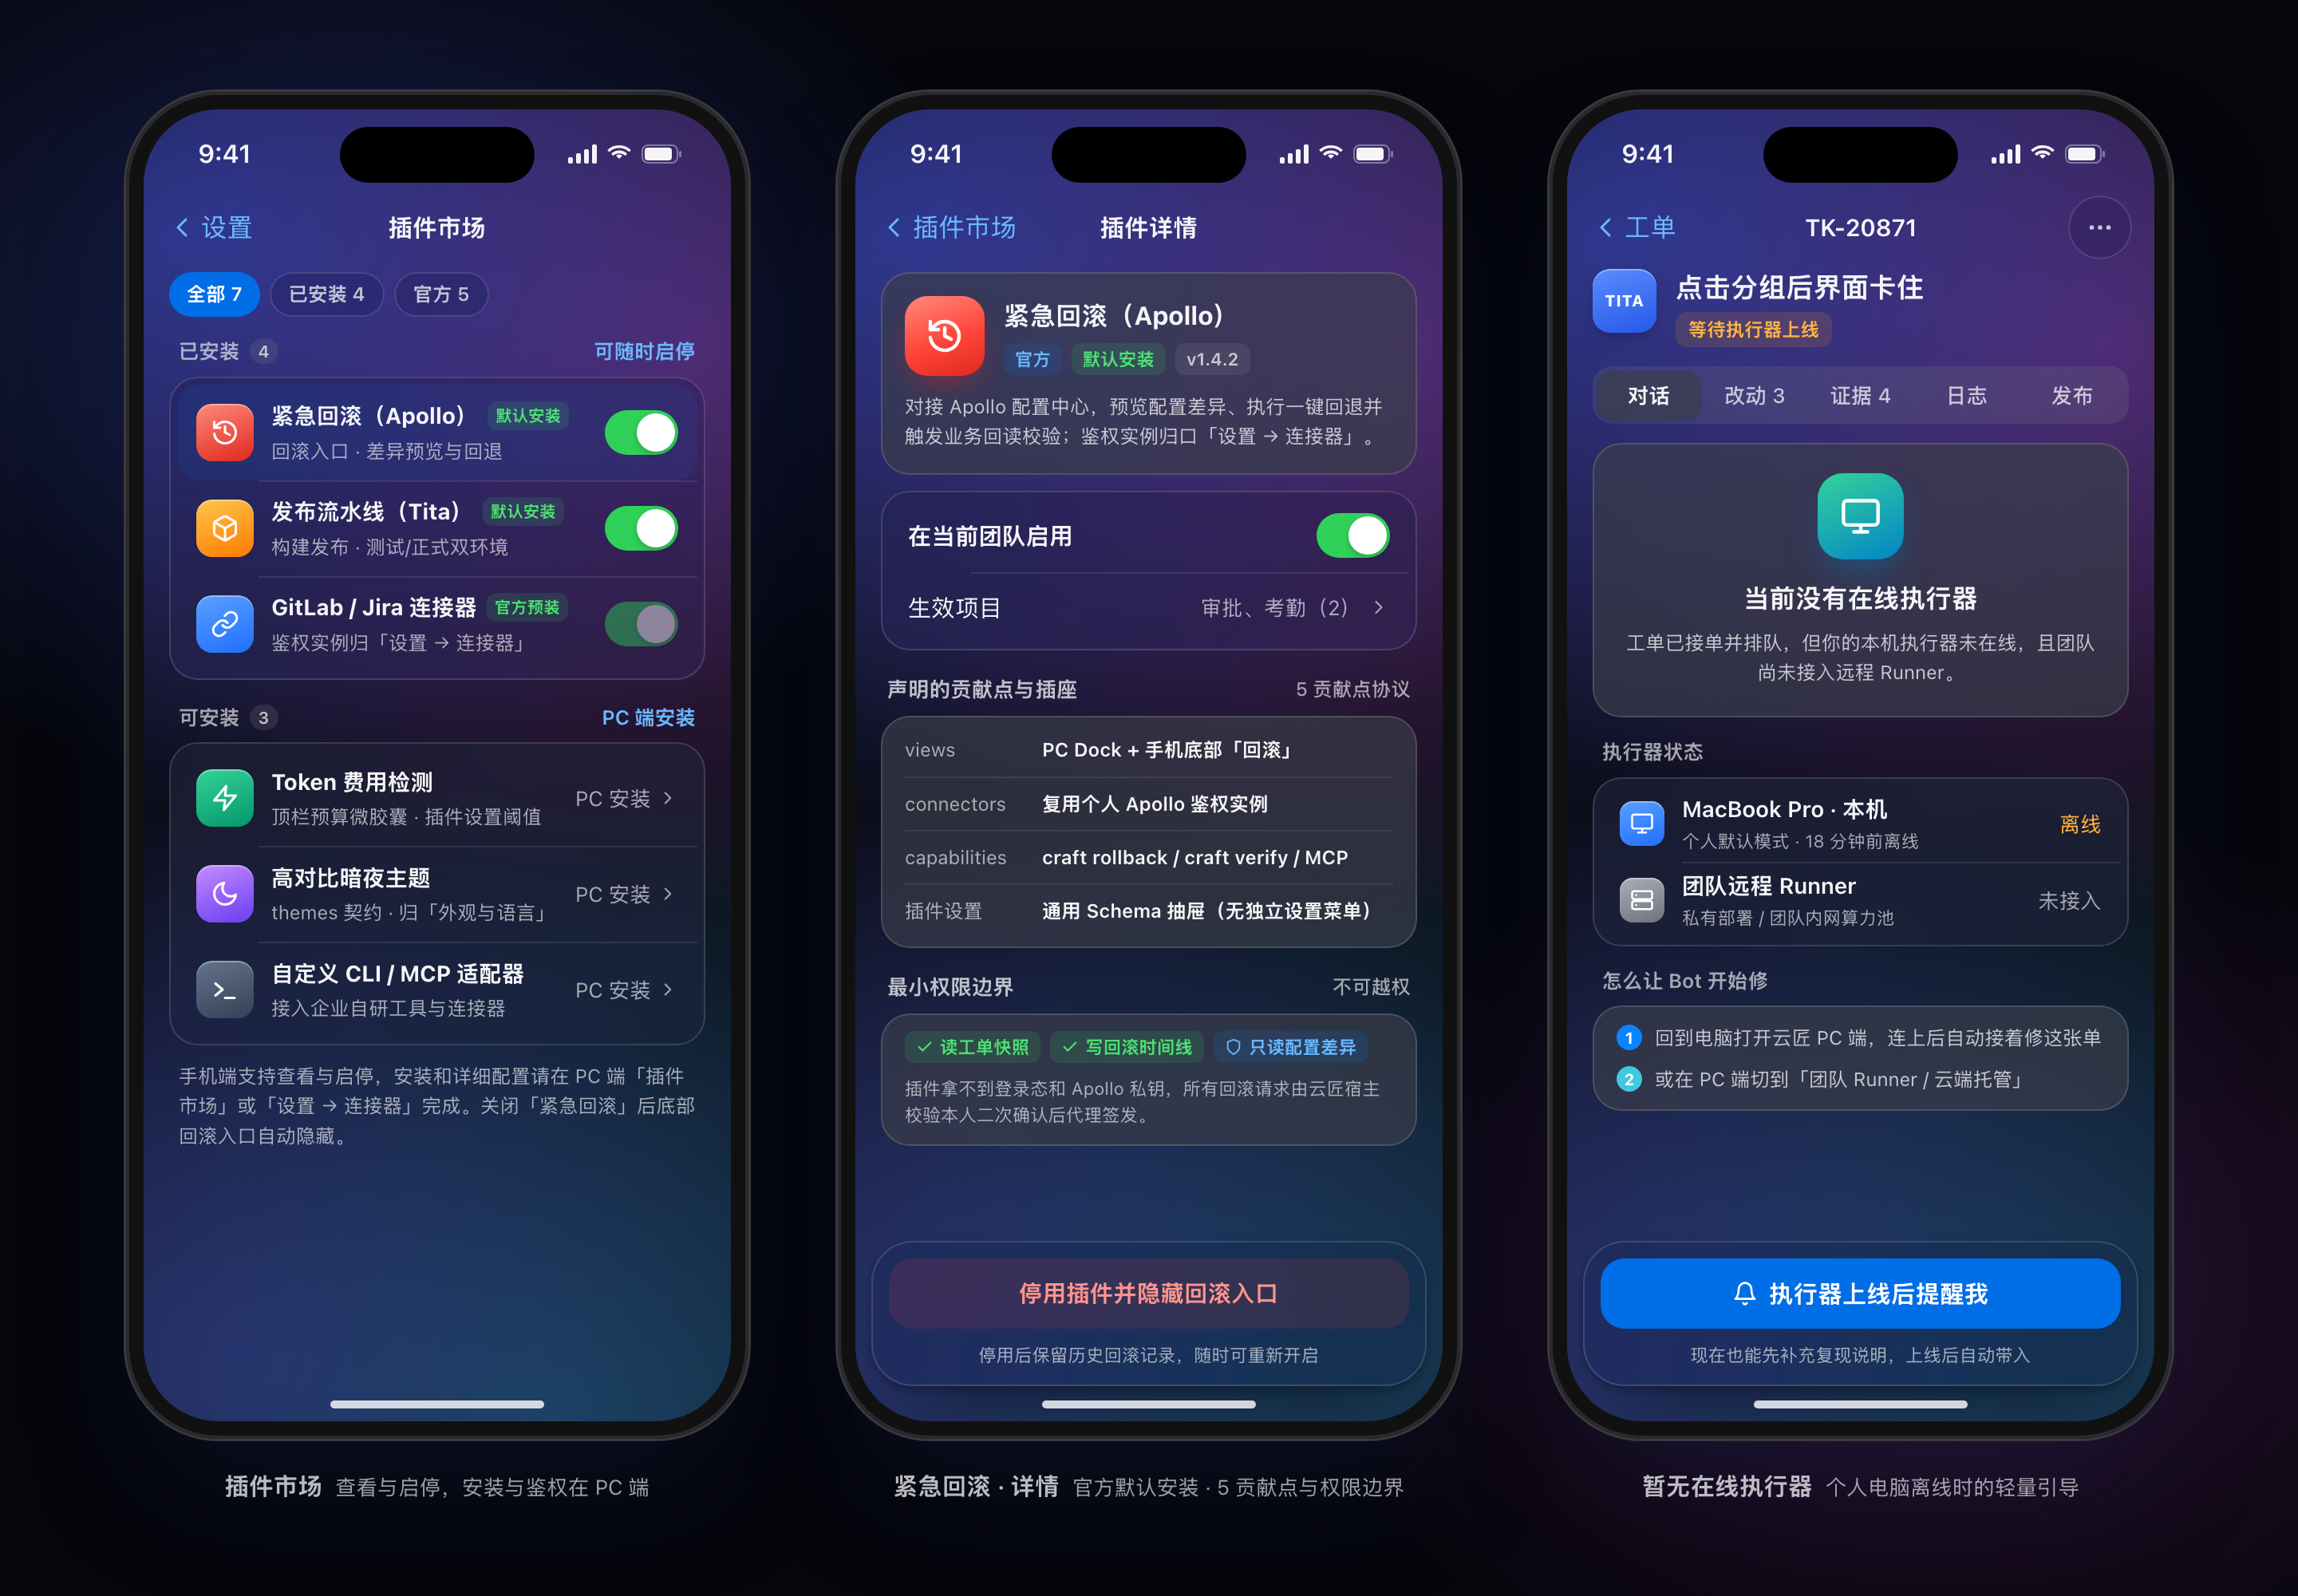 9:41
设置
插件市场
全部 7
已安装 4
官方 5
已安装 4
可随时启停
紧急回滚（Apollo） 默认安装
回滚入口 · 差异预览与回退
发布流水线（Tita） 默认安装
构建发布 · 测试/正式双环境
GitLab / Jira 连接器 官方预装
鉴权实例归「设置 → 连接器」
可安装 3
PC 端安装
Token 费用检测
顶栏预算微胶囊 · 插件设置阈值
PC 安装
高对比暗夜主题
themes 契约 · 归「外观与语言」
PC 安装
自定义 CLI / MCP 适配器
接入企业自研工具与连接器
PC 安装
手机端支持查看与启停，安装和详细配置请在 PC 端「插件
市场」或「设置 → 连接器」完成。关闭「紧急回滚」后底部
回滚入口自动隐藏。
插件市场 查看与启停，安装与鉴权在 PC 端
9:41
插件市场
插件详情
紧急回滚（Apollo）
官方 默认安装 v1.4.2
对接 Apollo 配置中心，预览配置差异、执行一键回退并
触发业务回读校验；鉴权实例归口「设置 → 连接器」。
在当前团队启用
生效项目 审批、考勤（2）
声明的贡献点与插座 5 贡献点协议
views PC Dock + 手机底部「回滚」
connectors 复用个人 Apollo 鉴权实例
capabilities craft rollback / craft verify / MCP
插件设置 通用 Schema 抽屉（无独立设置菜单）
最小权限边界 不可越权
读工单快照 写回滚时间线 只读配置差异
插件拿不到登录态和 Apollo 私钥，所有回滚请求由云匠宿主
校验本人二次确认后代理签发。
停用插件并隐藏回滚入口
停用后保留历史回滚记录，随时可重新开启
紧急回滚 · 详情 官方默认安装 · 5 贡献点与权限边界
9:41
工单
TK-20871
TITA
点击分组后界面卡住
等待执行器上线
对话 改动 3 证据 4 日志 发布
当前没有在线执行器
工单已接单并排队，但你的本机执行器未在线，且团队
尚未接入远程 Runner。
执行器状态
MacBook Pro · 本机
个人默认模式 · 18 分钟前离线
离线
团队远程 Runner
私有部署 / 团队内网算力池
未接入
怎么让 Bot 开始修
1 回到电脑打开云匠 PC 端，连上后自动接着修这张单
2 或在 PC 端切到「团队 Runner / 云端托管」
执行器上线后提醒我
现在也能先补充复现说明，上线后自动带入
暂无在线执行器 个人电脑离线时的轻量引导